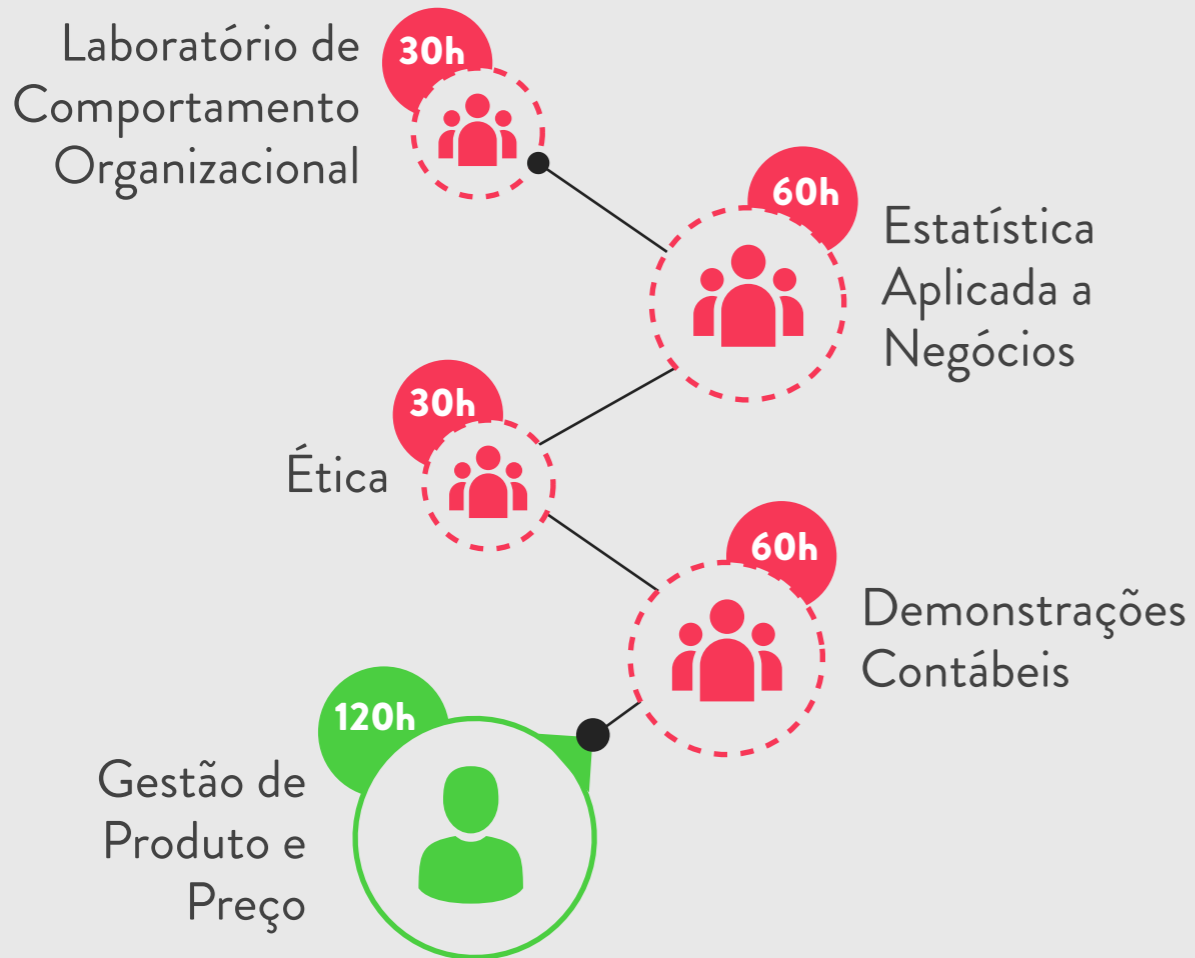 Laboratório de
Comportamento
Organizacional
30h
60h
Estatística
Aplicada a
Negócios
30h
Ética
60h
Demonstrações
Contábeis
120h
Gestão de
Produto e
Preço